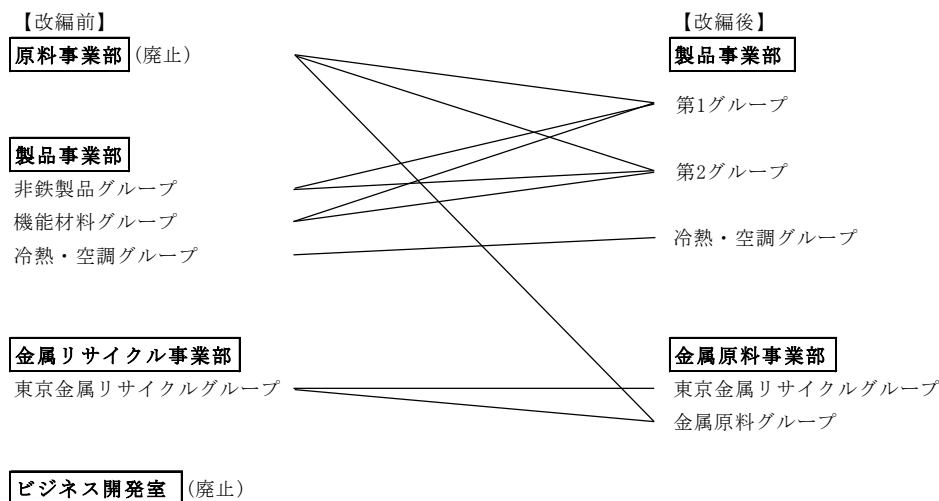 【改編前】
原料事業部 (廃止)
製品事業部
非鉄製品グループ
機能材料グループ
冷熱・空調グループ
金属リサイクル事業部
東京金属リサイクルグループ
ビジネス開発室 (廃止)
【改編後】
製品事業部
第1グループ
第2グループ
冷熱・空調グループ
金属原料事業部
東京金属リサイクルグループ
金属原料グループ